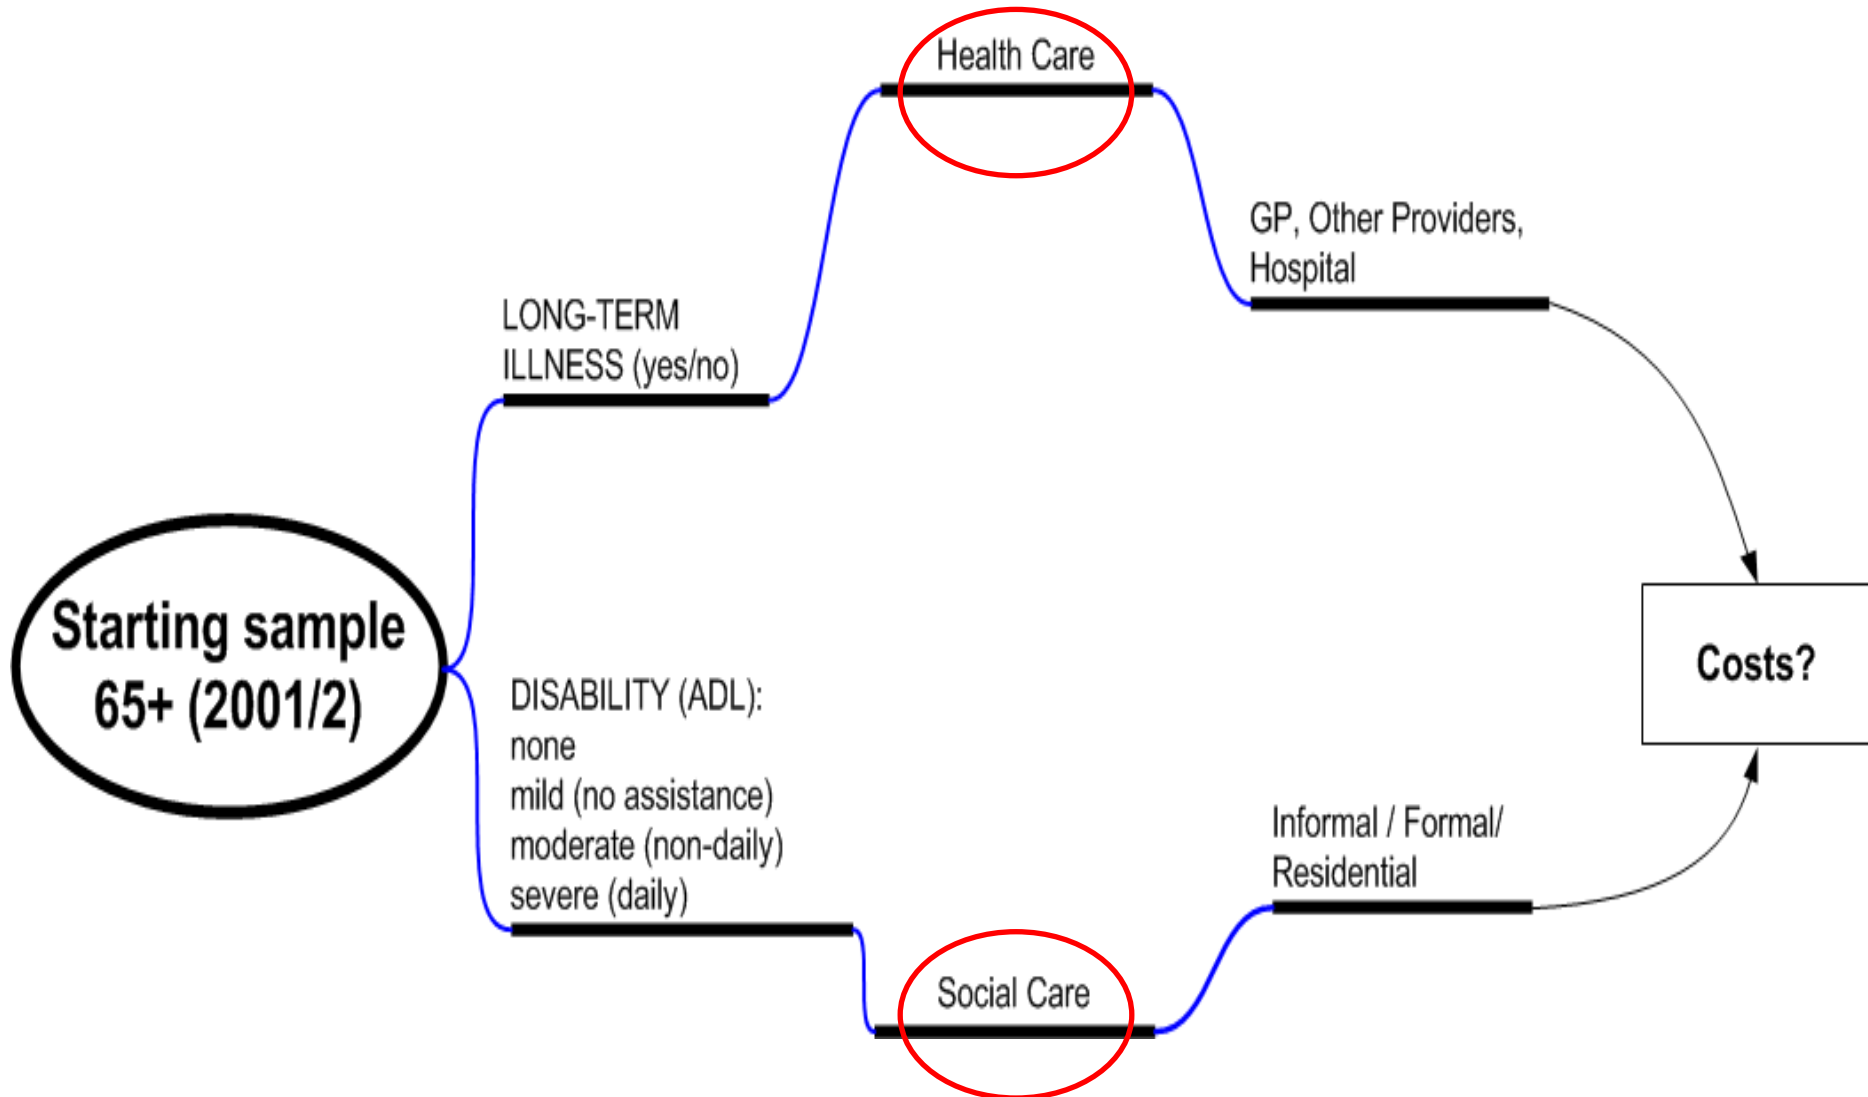 Health Care
GP, Other Providers,
Hospital
LONG-TERM
ILLNESS (yes/no)
Starting sample
65+ (2001/2)
Costs?
DISABILITY (ADL):
none
mild (no assistance)
moderate (non-daily)
severe (daily)
Informal / Formal/
Residential
Social Care